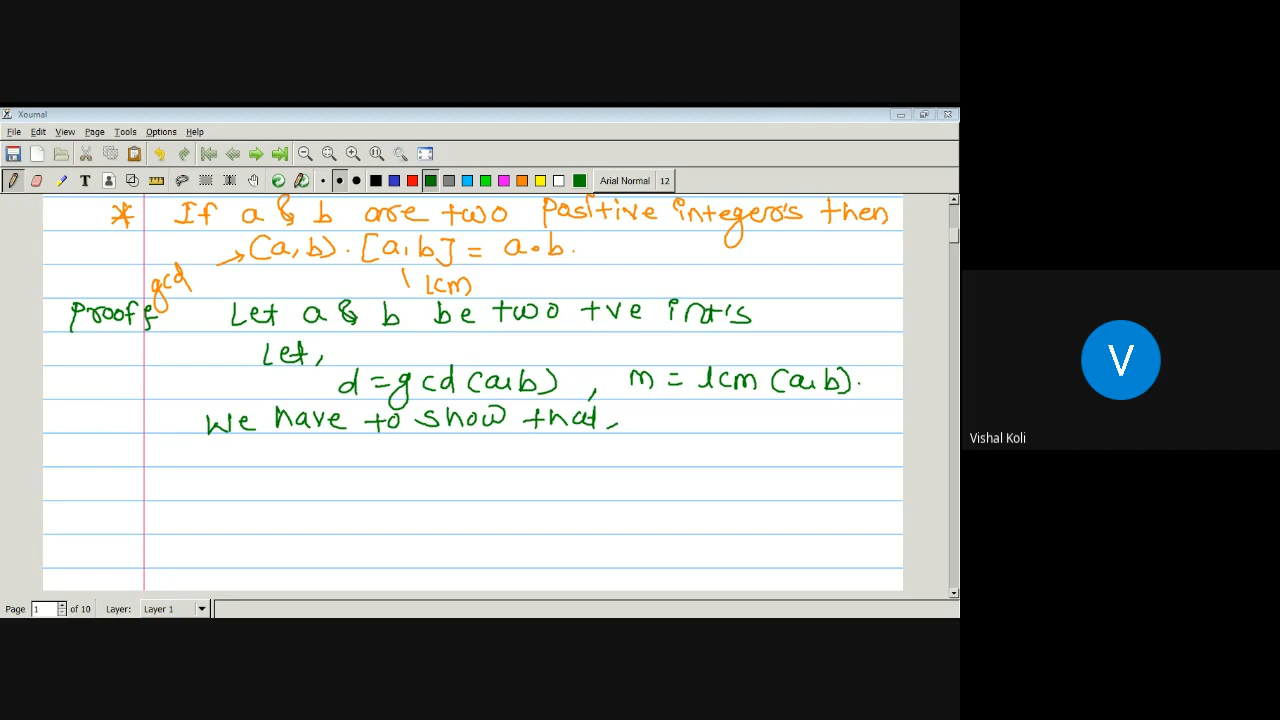 Xournal
File Edit View Page Tools Options Help
Arial Normal 12
* If a & b are two positive integers then
→ (a, b) · [a, b] = a · b.
gcd
lcm
Proof: Let a & b be two +ve int's
Let,
d = gcd (a, b) , m = lcm (a, b].
We have to show that,
Page 1 of 10 Layer: Layer 1
V
Vishal Koli